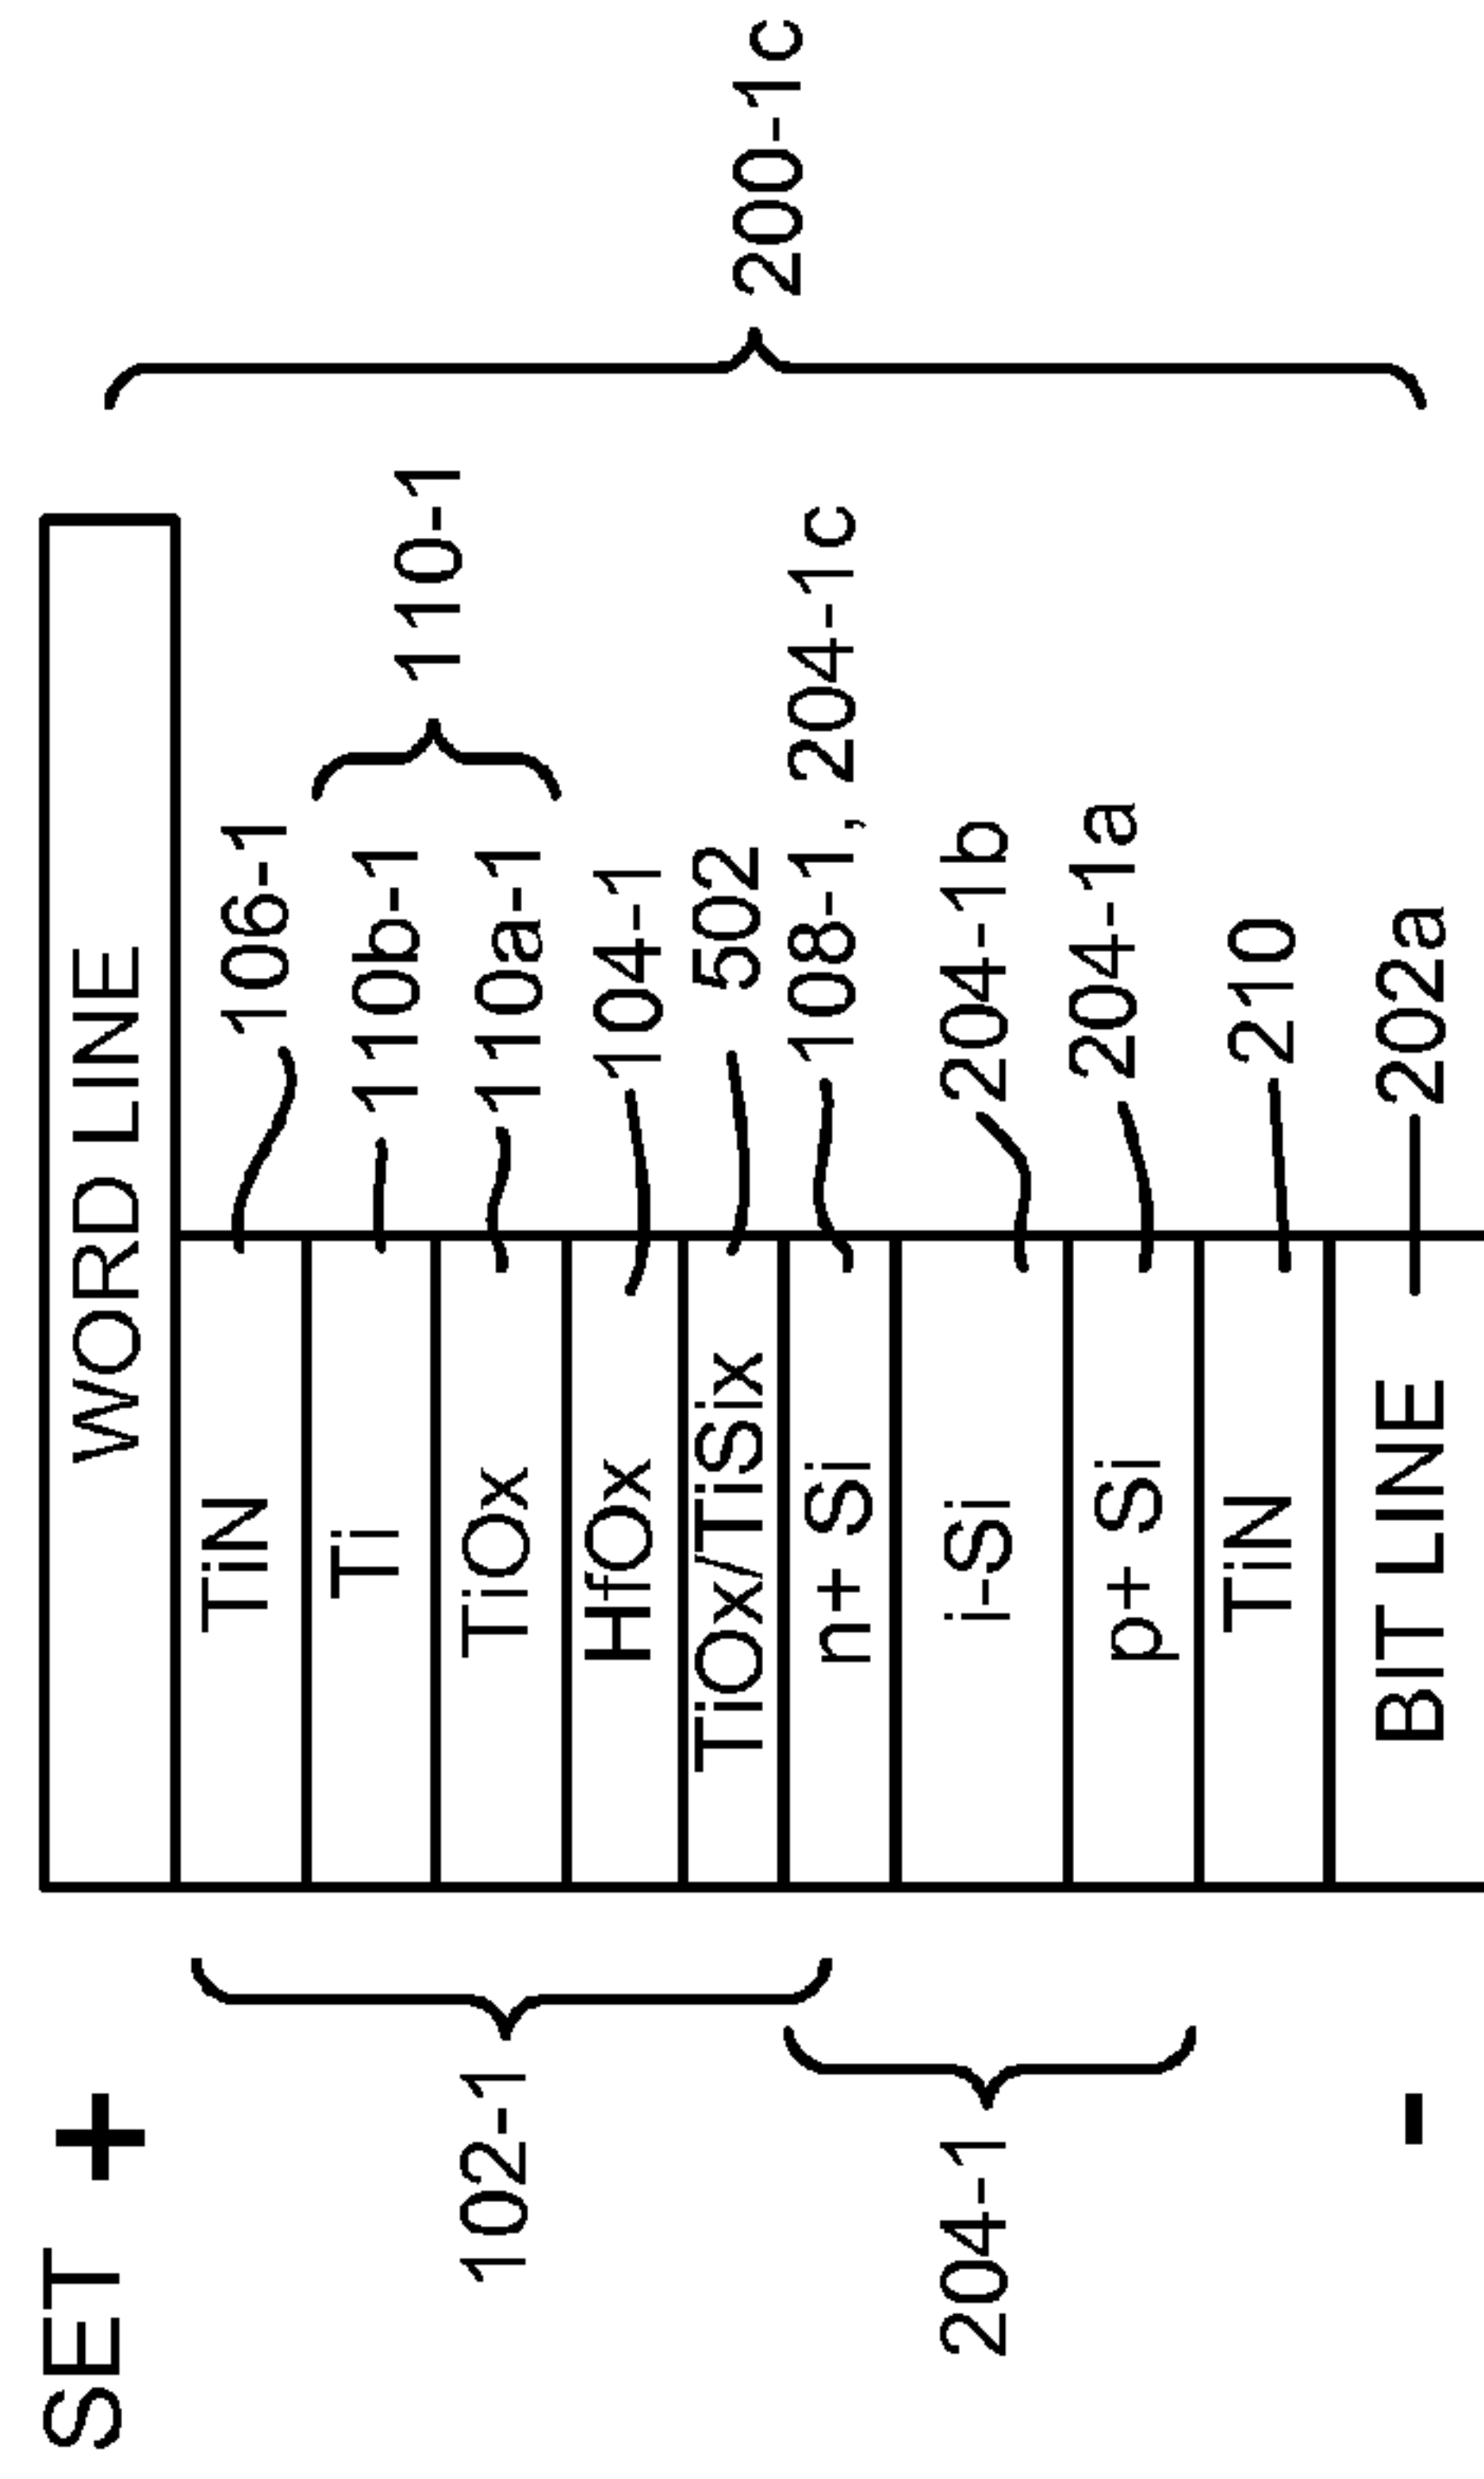 SET +
WORD LINE
TiN
106-1
Ti
110b-1
TiOx
110a-1
110-1
HfOx
104-1
TiOx/TiSix
502
n+ Si
108-1, 204-1c
i-Si
204-1b
p+ Si
204-1a
TiN
210
BIT LINE
202a
-
102-1
204-1
200-1c